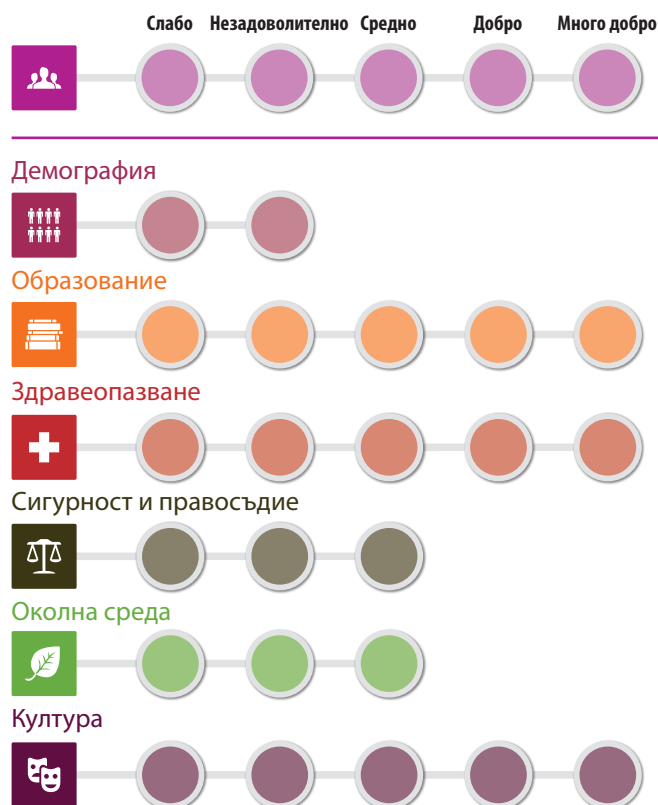 Слабо Незадоволително Средно Добро Много добро
Демография
Образование
Здравеопазване
Сигурност и правосъдие
Околна среда
Култура